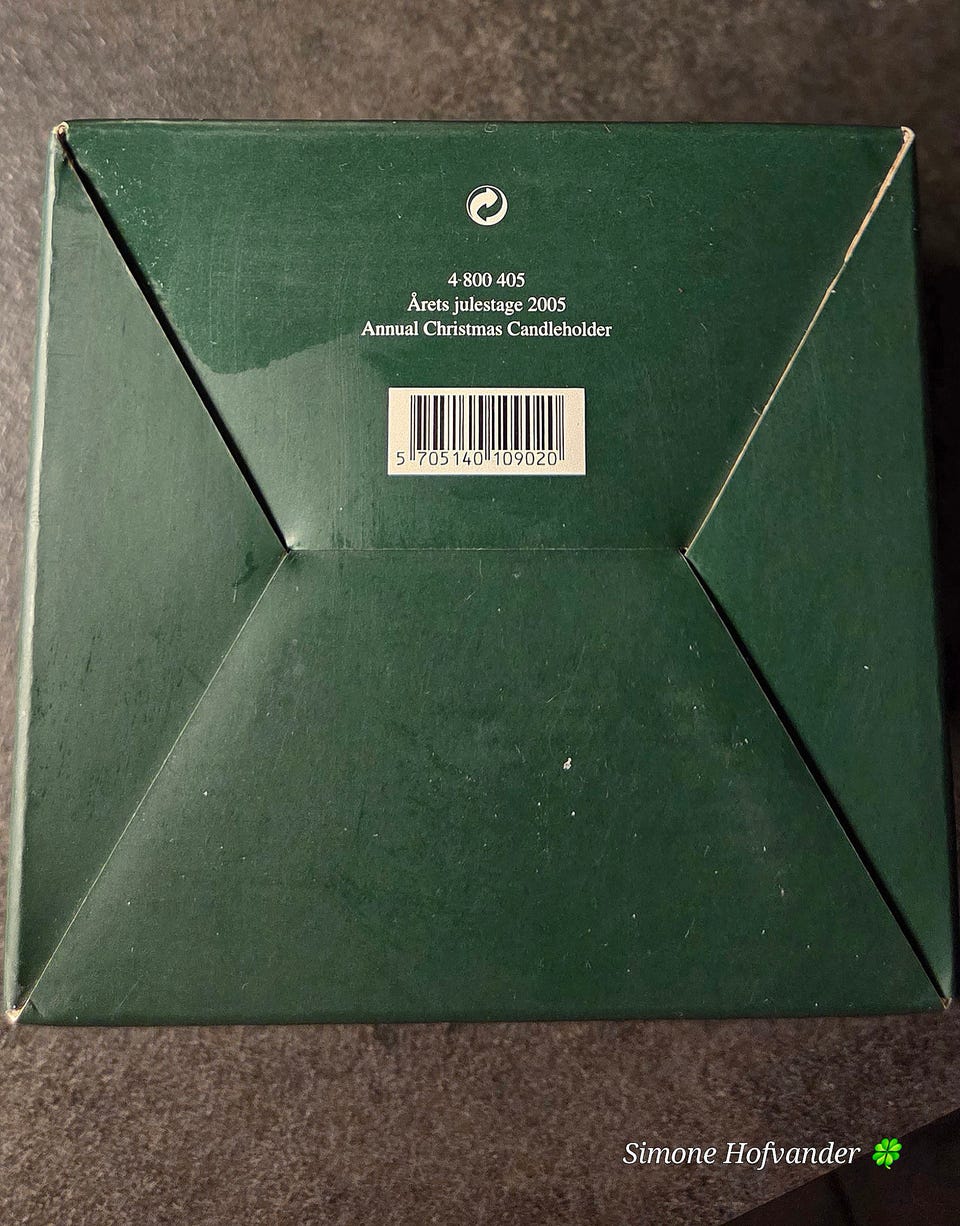 4 800 405
Årets julestage 2005
Annual Christmas Candleholder
5 705140 109020
Simone Hofvander 🍀